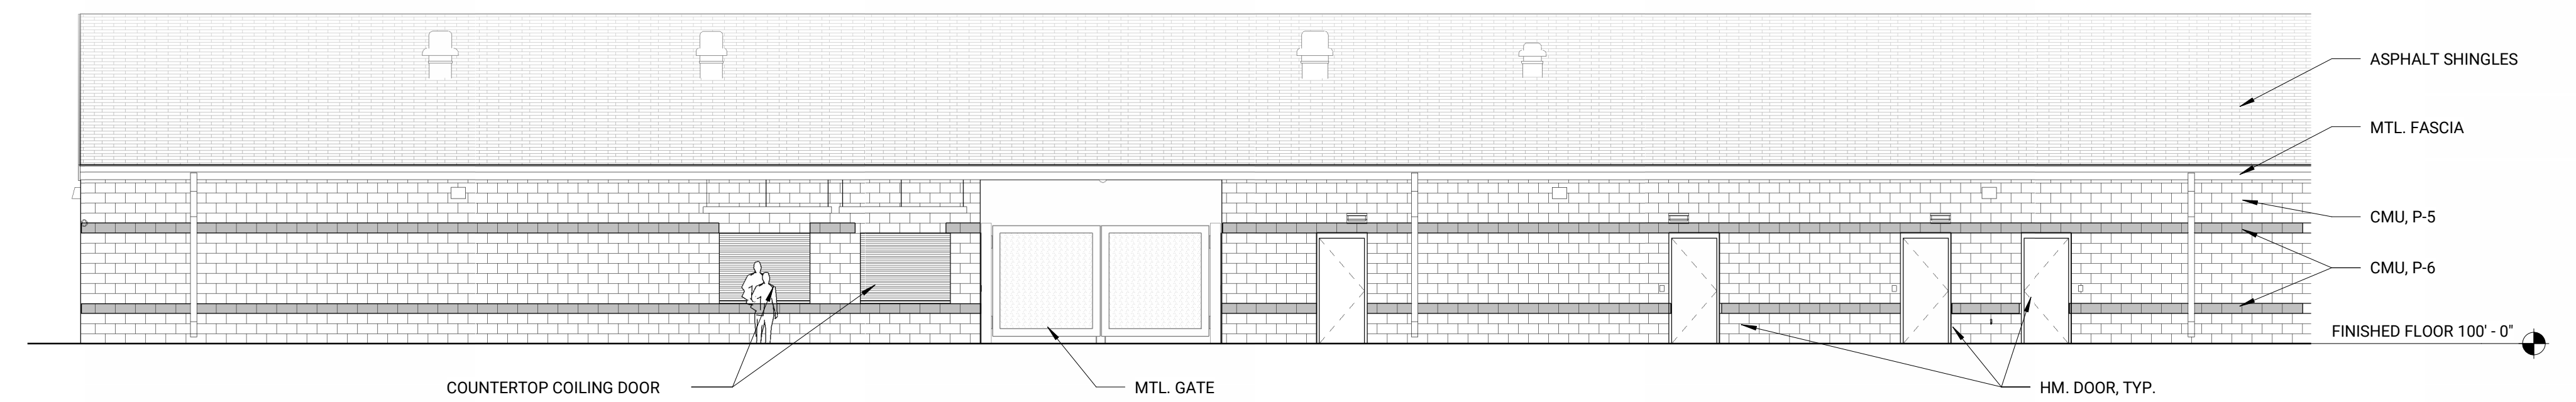 ASPHALT SHINGLES
MTL. FASCIA
CMU, P-5
CMU, P-6
FINISHED FLOOR 100' - 0"
COUNTERTOP COILING DOOR
MTL. GATE
HM. DOOR, TYP.